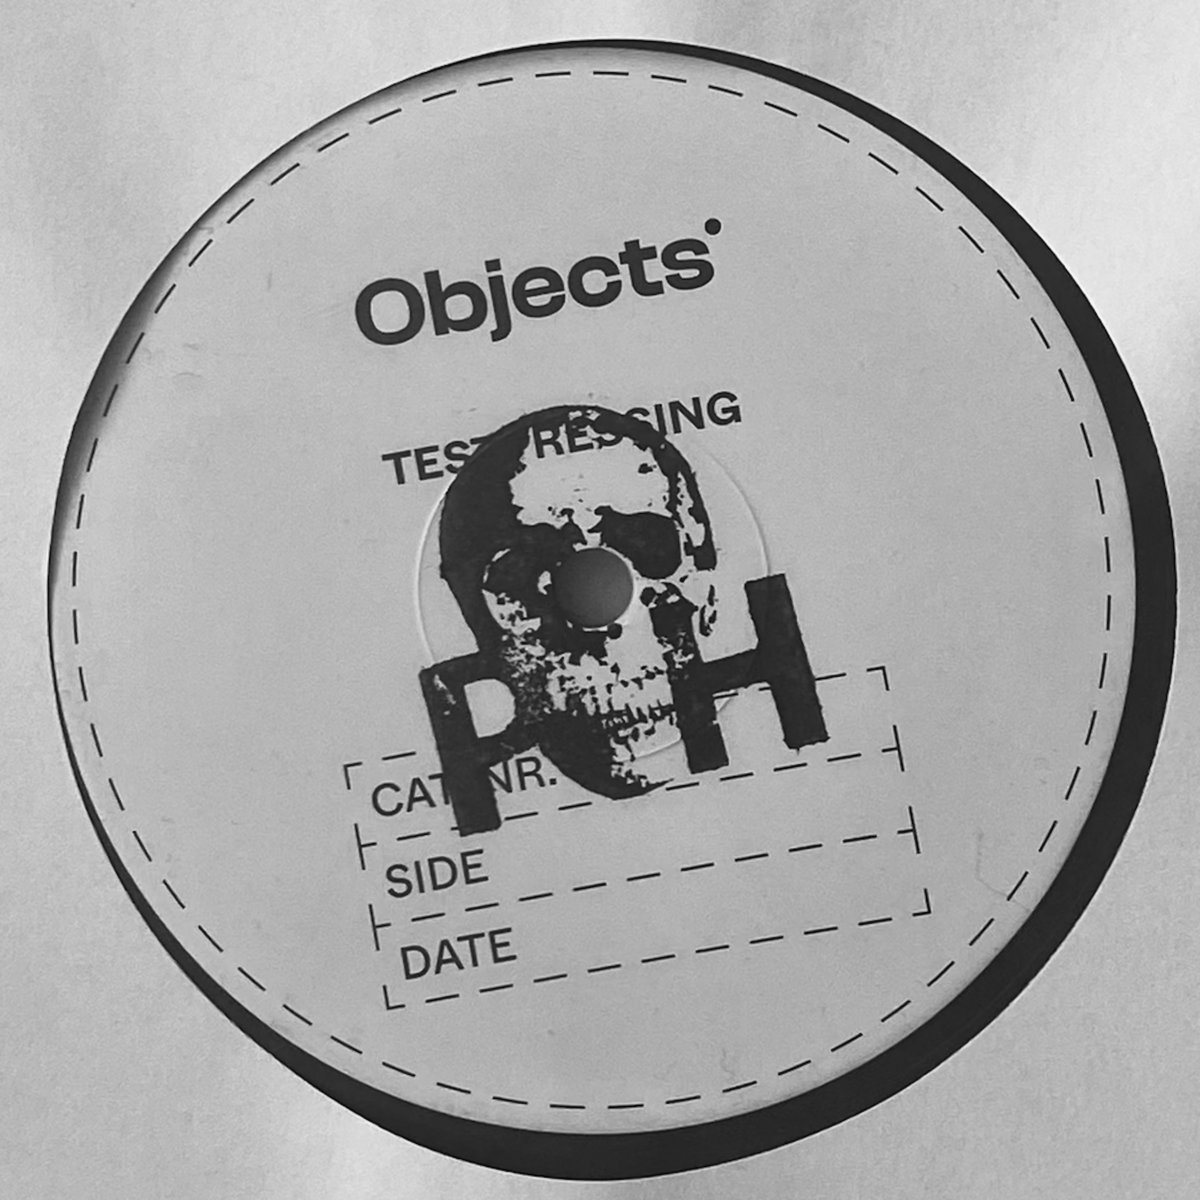 Objects
TEST PRESSING
P H
CAT NR.
SIDE
DATE